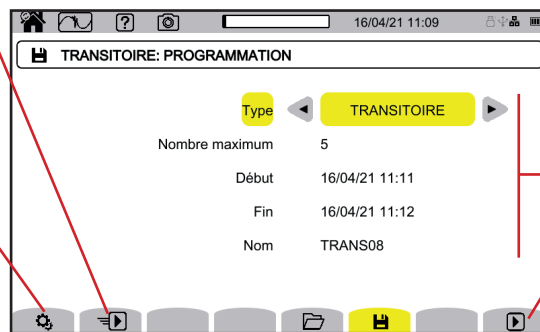 16/04/21 11:09
TRANSITOIRE: PROGRAMMATION
Type TRANSITOIRE
Nombre maximum 5
Début 16/04/21 11:11
Fin 16/04/21 11:12
Nom TRANS08